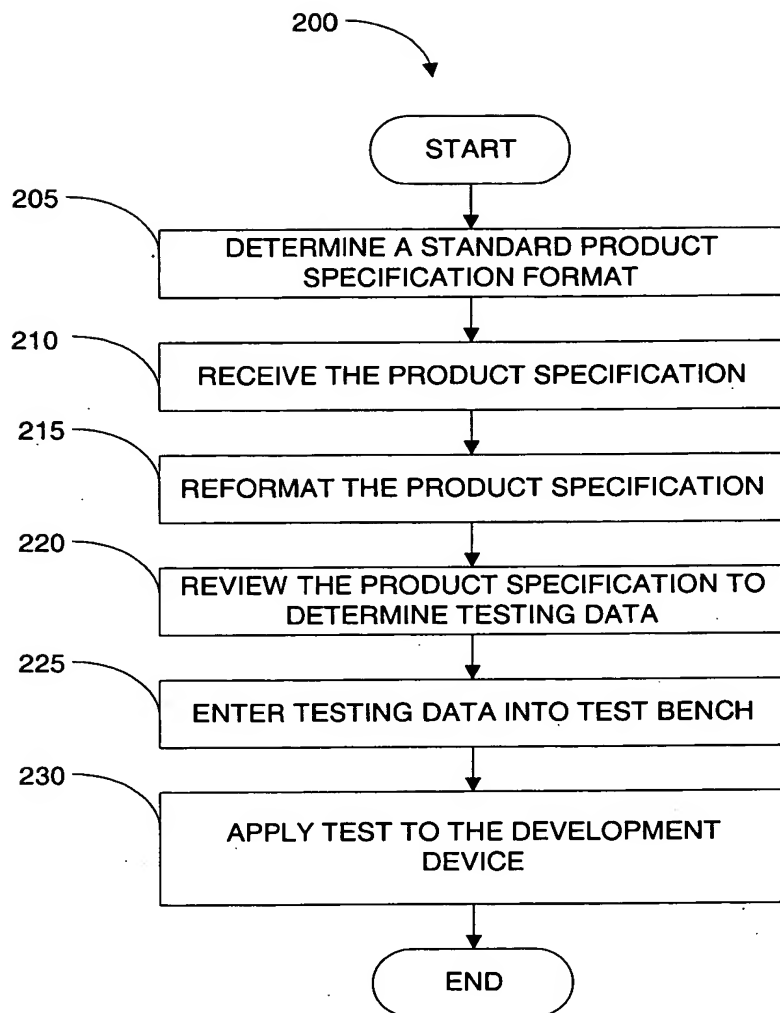 200
START
205
DETERMINE A STANDARD PRODUCT
SPECIFICATION FORMAT
210
RECEIVE THE PRODUCT SPECIFICATION
215
REFORMAT THE PRODUCT SPECIFICATION
220
REVIEW THE PRODUCT SPECIFICATION TO
DETERMINE TESTING DATA
225
ENTER TESTING DATA INTO TEST BENCH
230
APPLY TEST TO THE DEVELOPMENT
DEVICE
END